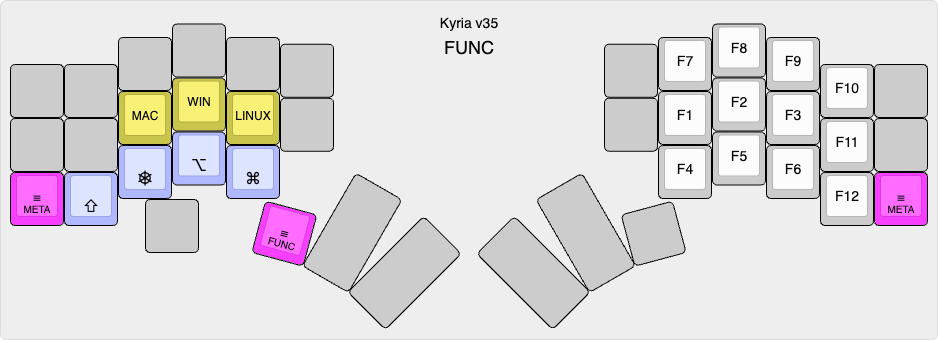 Kyria v35
FUNC
F8
F7 F9
F10
WIN F2
MAC LINUX F1 F3
F11
⌥ F5
⎈ ⌘ F4 F6
≡ ⇧ F12 ≡
META META
≡
FUNC